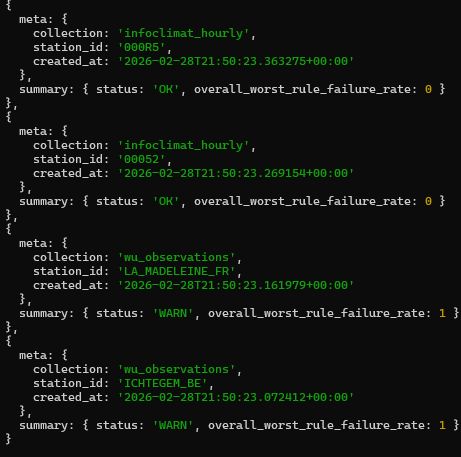 {
  meta: {
    collection: 'infoclimat_hourly',
    station_id: '000R5',
    created_at: '2026-02-28T21:50:23.363275+00:00'
  },
  summary: { status: 'OK', overall_worst_rule_failure_rate: 0 }
},
{
  meta: {
    collection: 'infoclimat_hourly',
    station_id: '00052',
    created_at: '2026-02-28T21:50:23.269154+00:00'
  },
  summary: { status: 'OK', overall_worst_rule_failure_rate: 0 }
},
{
  meta: {
    collection: 'wu_observations',
    station_id: 'LA_MADELEINE_FR',
    created_at: '2026-02-28T21:50:23.161979+00:00'
  },
  summary: { status: 'WARN', overall_worst_rule_failure_rate: 1 }
},
{
  meta: {
    collection: 'wu_observations',
    station_id: 'ICHTEGEM_BE',
    created_at: '2026-02-28T21:50:23.072412+00:00'
  },
  summary: { status: 'WARN', overall_worst_rule_failure_rate: 1 }
}